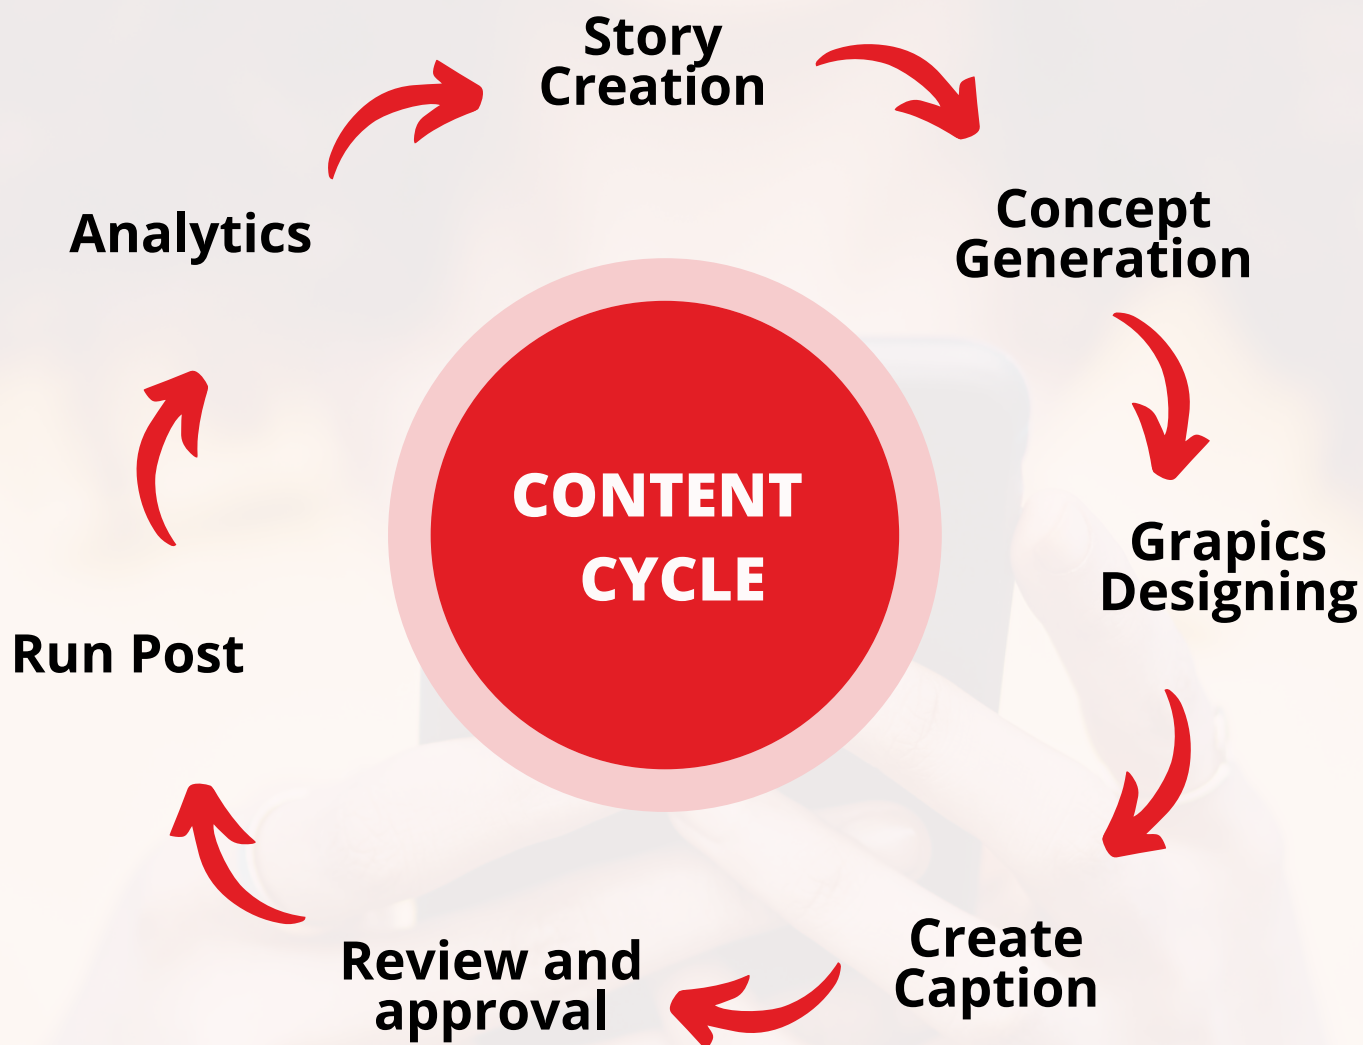 Story
Creation
Concept
Generation
Grapics
Designing
Create
Caption
Review and
approval
Run Post
Analytics
CONTENT
CYCLE